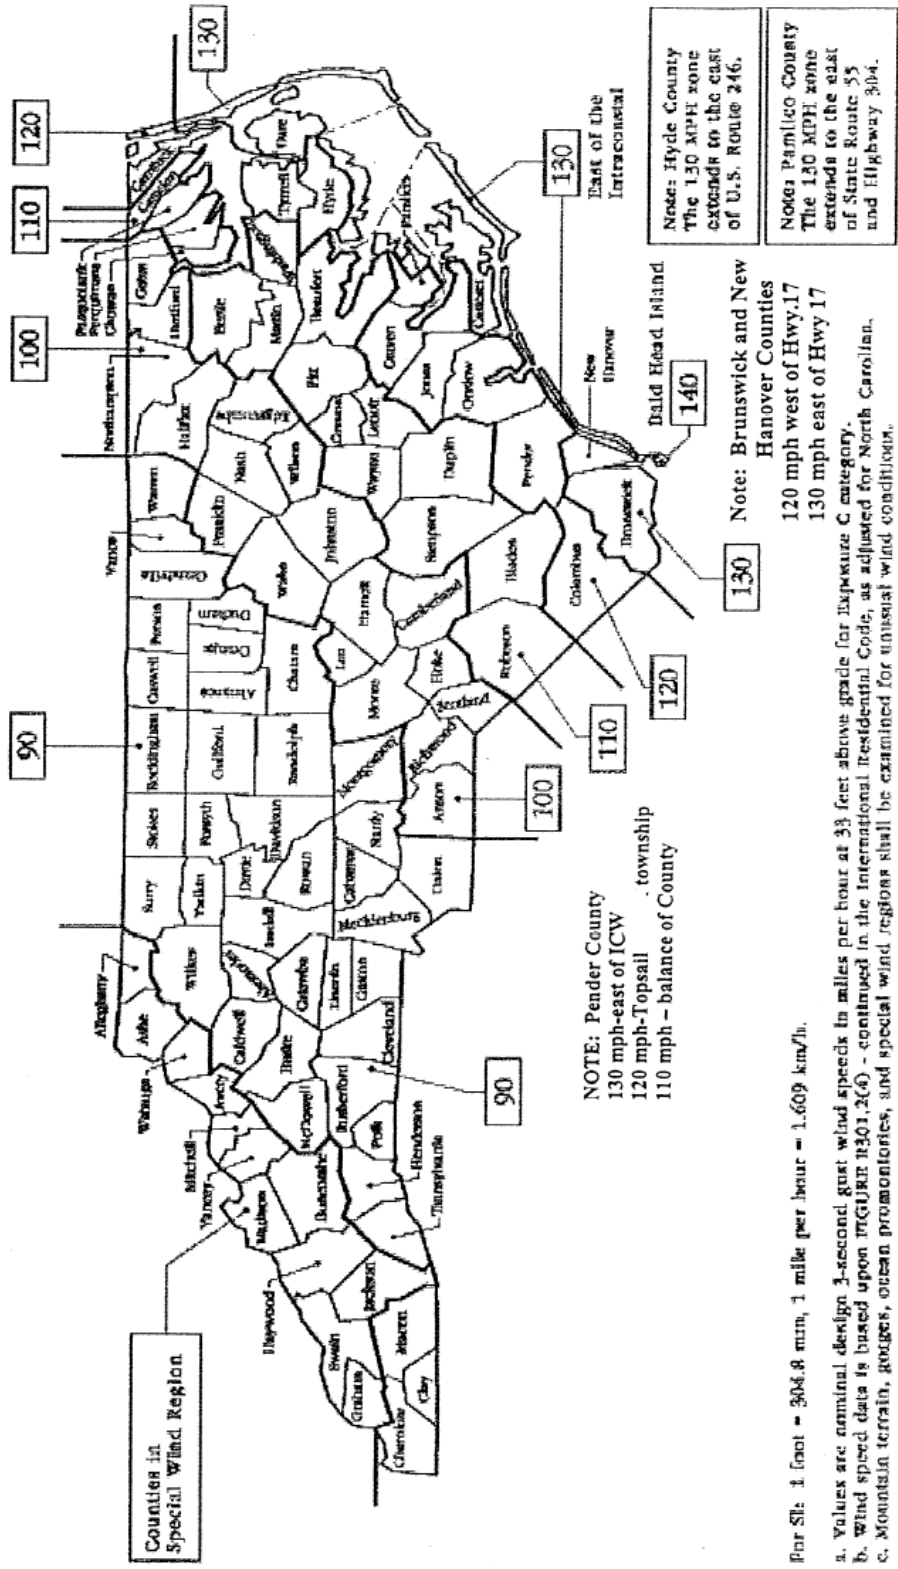 90
100
110
120
130
Counties in
Special Wind Region
Alleghany
Ashe
Surry
Stokes
Rockingham
Caswell
Person
Granville
Vance
Warren
Northampton
Gates
Hertford
Pasquotank
Perquimans
Chowan
Camden
Watauga
Wilkes
Yadkin
Forsyth
Guilford
Alamance
Orange
Durham
Franklin
Halifax
Nash
Bertie
Martin
Tyrrell
Dare
Mitchell
Yancey
Avery
Caldwell
Alexander
Iredell
Davie
Davidson
Randolph
Chatam
Wake
Wilson
Pitt
Beaufort
Hyde
Madison
Haywood
Buncombe
McDowell
Burke
Catawba
Rowan
Lee
Johnston
Wayne
Greene
Lenoir
Craven
Pamlico
Swain
Graham
Cherokee
Clay
Macon
Jackson
Transylvania
Henderson
Polk
Rutherford
Cleveland
Lincoln
Gaston
Cabarrus
Stanly
Montgomery
Moore
Harnett
Cumberland
Sampson
Duplin
Jones
Onslow
Carteret
Union
Anson
Richmond
Hoke
Robeson
Bladen
Columbus
Pender
Brunswick
New
Hanover
90
100
110
120
130
140
130
East of the
Intracoastal
Bald Head Island
Note: Hyde County
The 130 MPH zone
extends to the east
of U.S. Route 246.
Note: Pamlico County
The 130 MPH zone
extends to the east
of State Route 55
and Highway 304.
Note: Brunswick and New
Hanover Counties
120 mph west of Hwy.17
130 mph east of Hwy 17
NOTE: Pender County
130 mph-east of ICW
120 mph-Topsail township
110 mph – balance of County
For SI: 1 foot = 304.8 mm, 1 mile per hour = 1.609 km/h.
a. Values are nominal design 3-second gust wind speeds in miles per hour at 33 feet above grade for Exposure C category.
b. Wind speed data is based upon FIGURE R301.2(4) - continued in the International Residential Code, as adjusted for North Carolina.
c. Mountain terrain, gorges, ocean promontories, and special wind regions shall be examined for unusual wind conditions.